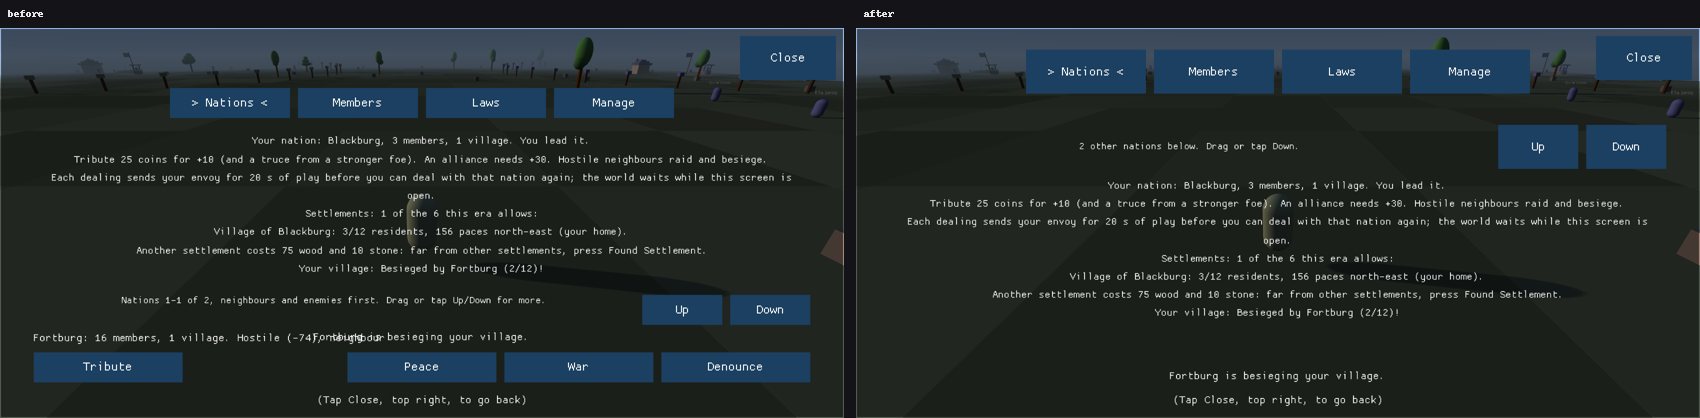 before
Close
> Nations <
Members
Laws
Manage
Your nation: Blackburg, 3 members, 1 village. You lead it.
Tribute 25 coins for +10 (and a truce from a stronger foe). An alliance needs +30. Hostile neighbours raid and besiege.
Each dealing sends your envoy for 20 s of play before you can deal with that nation again; the world waits while this screen is
open.
Settlements: 1 of the 6 this era allows:
Village of Blackburg: 3/12 residents, 156 paces north-east (your home).
Another settlement costs 75 wood and 10 stone: far from other settlements, press Found Settlement.
Your village: Besieged by Fortburg (2/12)!
Nations 1-1 of 2, neighbours and enemies first. Drag or tap Up/Down for more.
Up
Down
Fortburg: 16 members, 1 village. Hostile (-74), neighbour
Fortburg is besieging your village.
Tribute
Peace
War
Denounce
(Tap Close, top right, to go back)
after
Close
> Nations <
Members
Laws
Manage
2 other nations below. Drag or tap Down.
Up
Down
Your nation: Blackburg, 3 members, 1 village. You lead it.
Tribute 25 coins for +10 (and a truce from a stronger foe). An alliance needs +30. Hostile neighbours raid and besiege.
Each dealing sends your envoy for 20 s of play before you can deal with that nation again; the world waits while this screen is
open.
Settlements: 1 of the 6 this era allows:
Village of Blackburg: 3/12 residents, 156 paces north-east (your home).
Another settlement costs 75 wood and 10 stone: far from other settlements, press Found Settlement.
Your village: Besieged by Fortburg (2/12)!
Fortburg is besieging your village.
(Tap Close, top right, to go back)